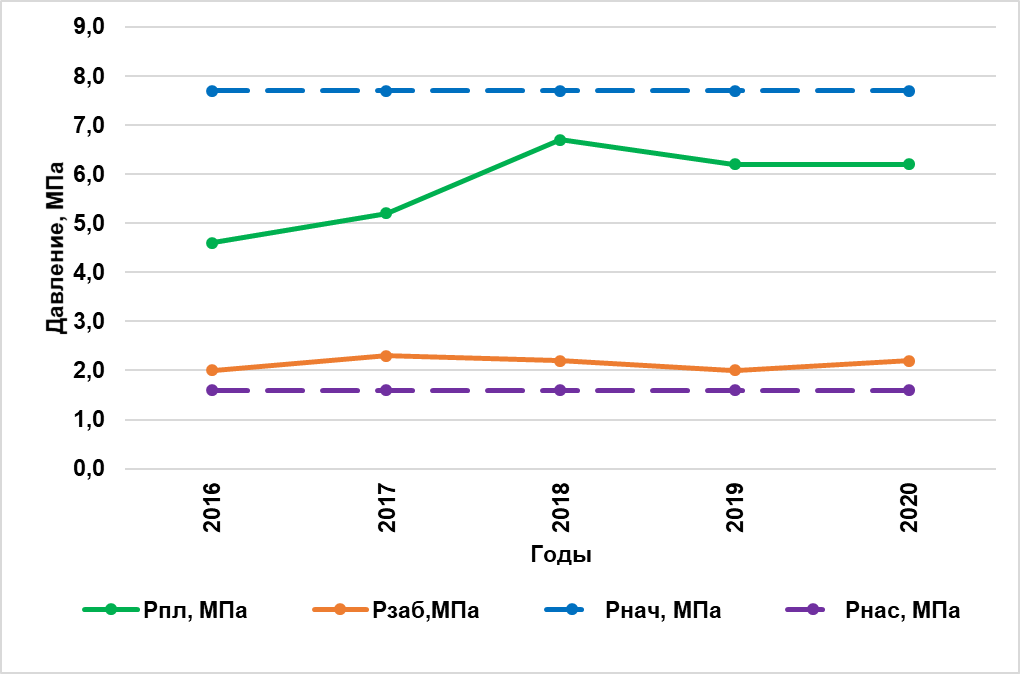 9,0
8,0
7,0
6,0
5,0
4,0
3,0
2,0
1,0
0,0
Давление, МПа
2016
2017
2018
2019
2020
Годы
Рпл, МПа
Рзаб,МПа
Рнач, МПа
Рнас, МПа